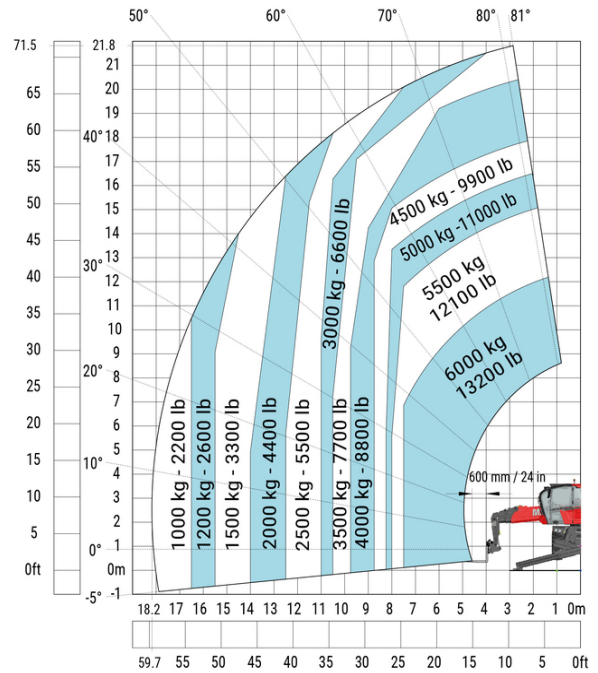 50°
60°
70°
80°
81°
71.5
21.8
21
65
20
19
60
40°
18
17
55
16
50
15
14
45
30°
13
40
12
35
11
10
30
9
20°
8
25
7
20
6
5
15
10°
4
10
3
2
5
0°
1
0ft
0m
-5°
-1
1000 kg - 2200 lb
1200 kg - 2600 lb
1500 kg - 3300 lb
2000 kg - 4400 lb
2500 kg - 5500 lb
3000 kg - 6600 lb
3500 kg - 7700 lb
4000 kg - 8800 lb
4500 kg - 9900 lb
5000 kg -11000 lb
5500 kg
12100 lb
6000 kg
13200 lb
600 mm / 24 in
18.2 17 16 15 14 13 12 11 10 9 8 7 6 5 4 3 2 1 0m
59.7 55 50 45 40 35 30 25 20 15 10 5 0ft